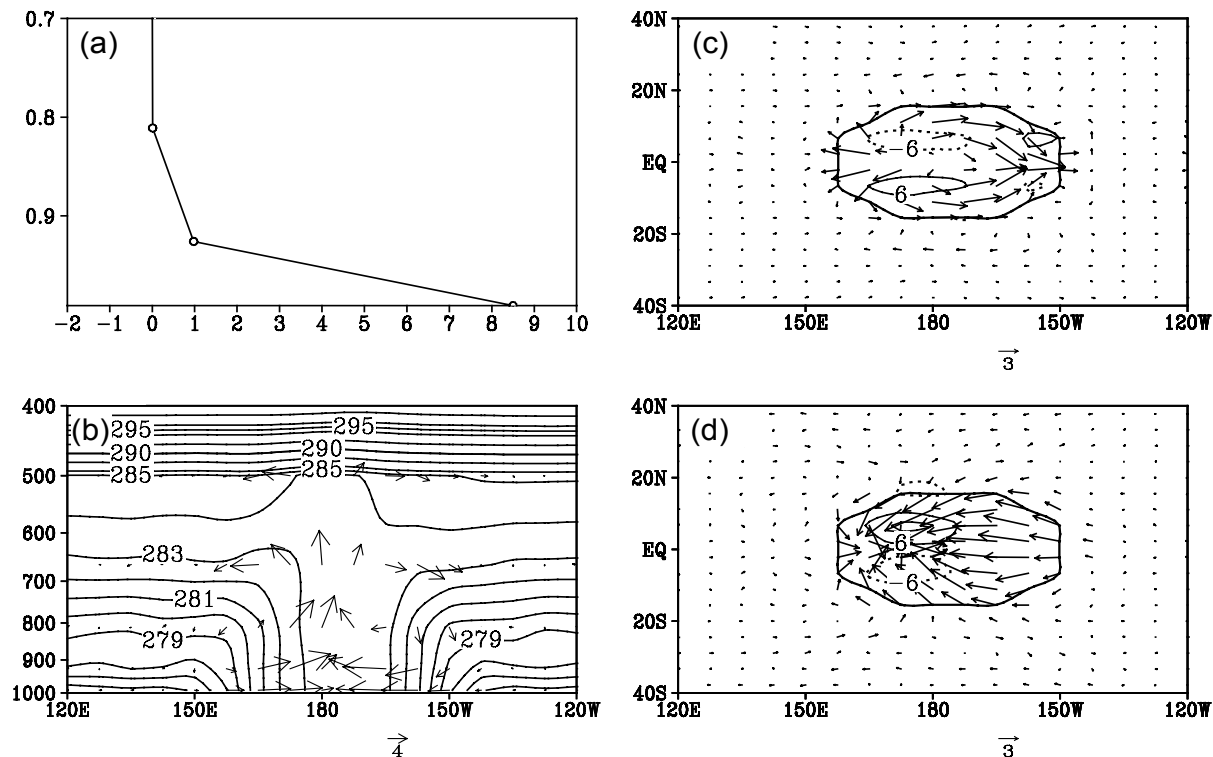 (a)
0.7
0.8
0.9
−2 −1 0 1 2 3 4 5 6 7 8 9 10
(c)
40N
20N
EQ
20S
40S
−6
6
120E 150E 180 150W 120W
3
(b)
400
500
600
700
800
900
1000
295 295
290 290
285 285
283
281
279 279
120E 150E 180 150W 120W
4
(d)
40N
20N
EQ
20S
40S
6
−6
120E 150E 180 150W 120W
3